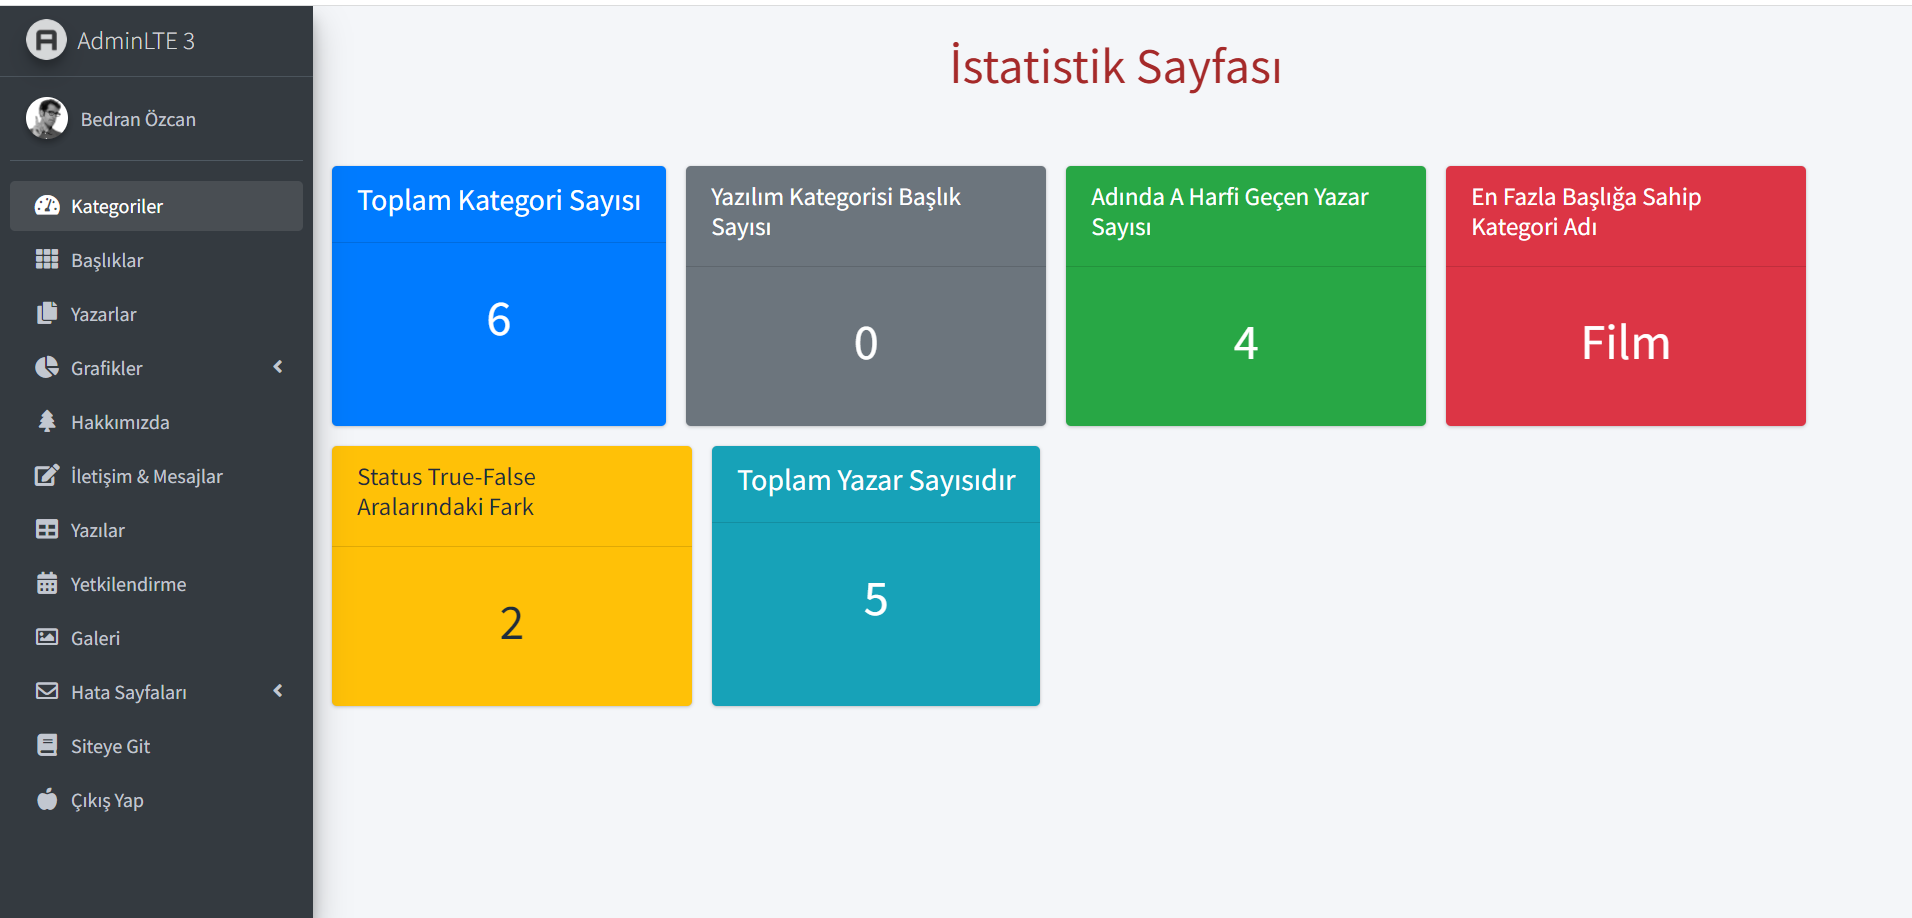 AdminLTE 3
Bedran Özcan
Kategoriler
Başlıklar
Yazarlar
Grafikler
Hakkımızda
İletişim & Mesajlar
Yazılar
Yetkilendirme
Galeri
Hata Sayfaları
Siteye Git
Çıkış Yap
İstatistik Sayfası
Toplam Kategori Sayısı
6
Yazılım Kategorisi Başlık
Sayısı
0
Adında A Harfi Geçen Yazar
Sayısı
4
En Fazla Başlığa Sahip
Kategori Adı
Film
Status True-False
Aralarındaki Fark
2
Toplam Yazar Sayısıdır
5